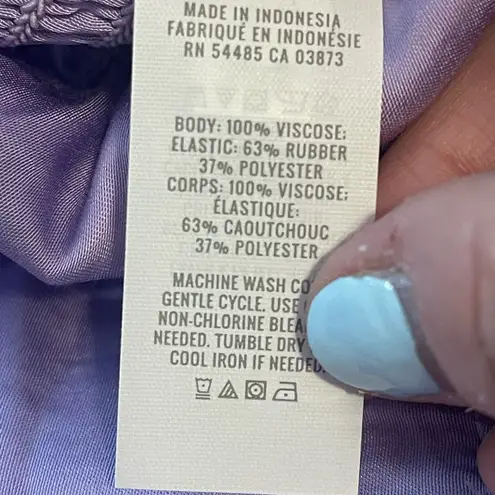 MADE IN INDONESIA
FABRIQUÉ EN INDONÉSIE
RN 54485 CA 03873
BODY: 100% VISCOSE;
ELASTIC: 63% RUBBER
37% POLYESTER
CORPS: 100% VISCOSE;
ÉLASTIQUE:
63% CAOUTCHOUC
37% POLYESTER
MACHINE WASH CO
GENTLE CYCLE. USE
NON-CHLORINE BLEA
NEEDED. TUMBLE DRY
COOL IRON IF NEEDED.